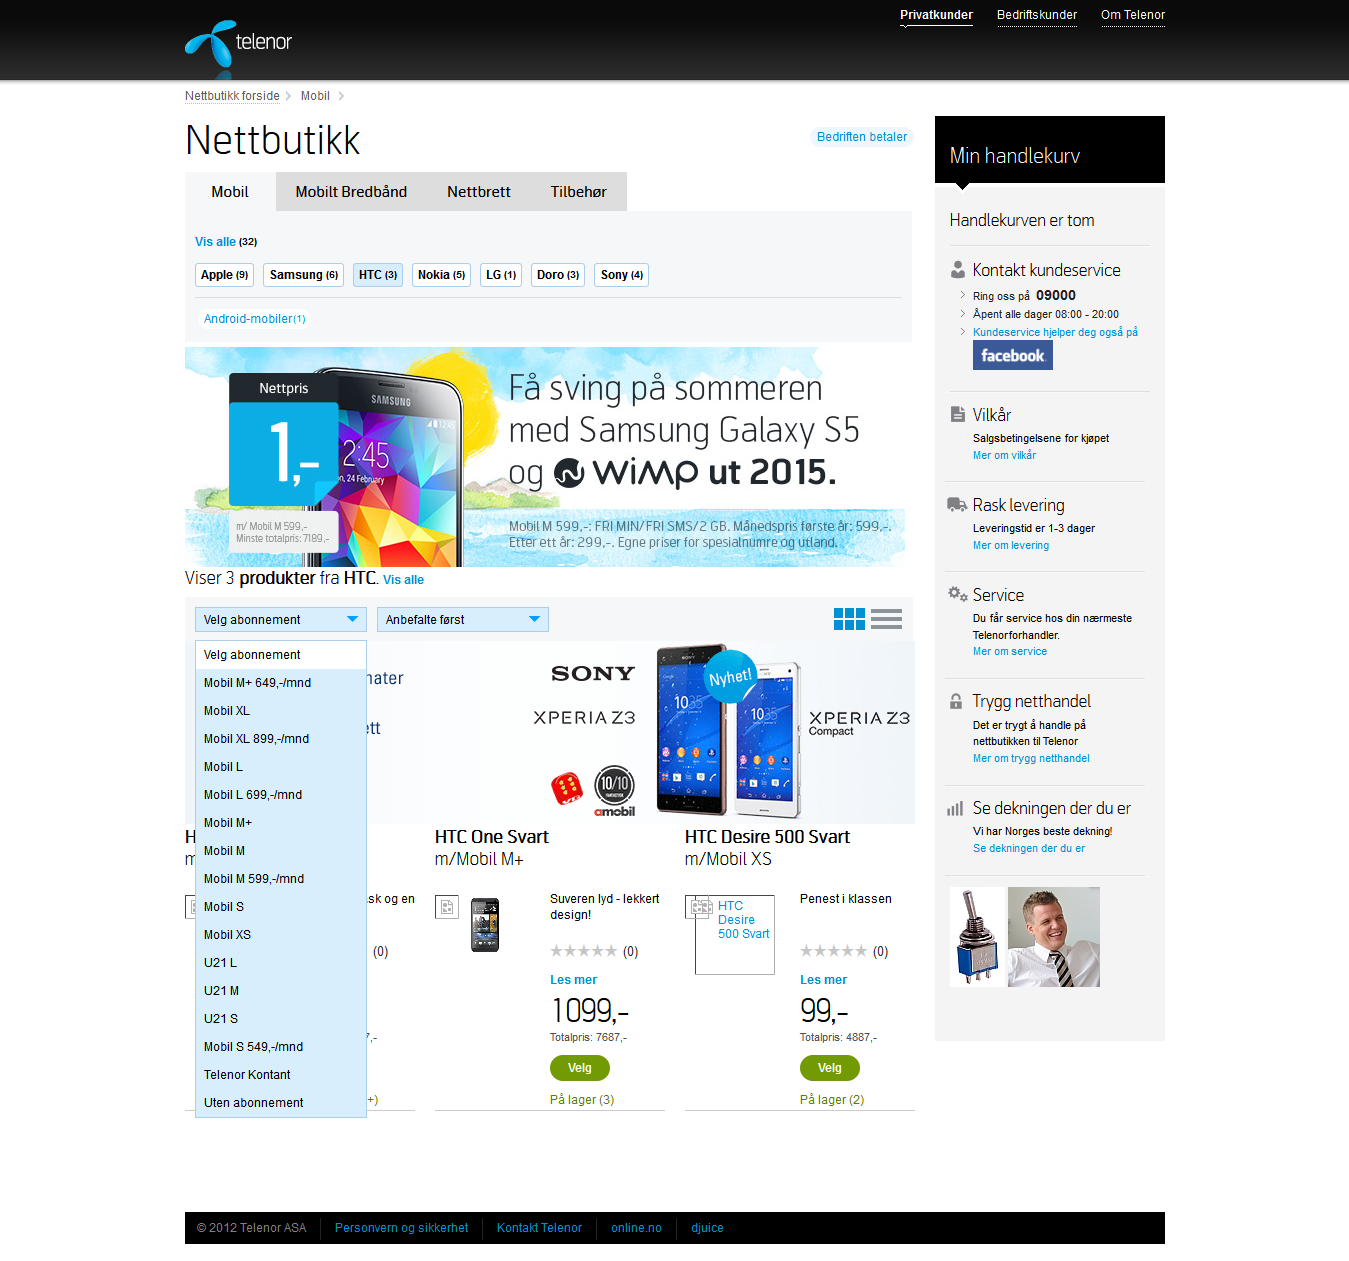 Privatkunder Bedriftskunder Om Telenor
telenor
Nettbutikk forside Mobil
Nettbutikk
Bedriften betaler
Mobil Mobilt Bredbånd Nettbrett Tilbehør
Vis alle (32)
Apple (9) Samsung (6) HTC (3) Nokia (5) LG (1) Doro (3) Sony (4)
Android-mobiler(1)
Nettpris
1,-
m/ Mobil M 599,-
Minste totalpris: 7189,-
SAMSUNG
12:45
2:45
on, 24 February
Få sving på sommeren
med Samsung Galaxy S5
og WiMP ut 2015.
Mobil M 599,-: FRI MIN/FRI SMS/2 GB. Månedspris første år: 599,-.
Etter ett år: 299,-. Egne priser for spesialnumre og utland.
Viser 3 produkter fra HTC. Vis alle
Velg abonnement Anbefalte først
Velg abonnement
Mobil M+ 649,-/mnd
Mobil XL
Mobil XL 899,-/mnd
Mobil L
Mobil L 699,-/mnd
Mobil M+
Mobil M
Mobil M 599,-/mnd
Mobil S
Mobil XS
U21 L
U21 M
U21 S
Mobil S 549,-/mnd
Telenor Kontant
Uten abonnement
nater
ett
SONY
XPERIA Z3
Nyhet!
10:35
10:35
XPERIA Z3
Compact
10/10
amobil
H
m
sk og en
(0)
7,-
+)
HTC One Svart
m/Mobil M+
Suveren lyd - lekkert
design!
(0)
Les mer
1099,-
Totalpris: 7687,-
Velg
På lager (3)
HTC Desire 500 Svart
m/Mobil XS
HTC
Desire
500 Svart
Penest i klassen
(0)
Les mer
99,-
Totalpris: 4887,-
Velg
På lager (2)
Min handlekurv
Handlekurven er tom
Kontakt kundeservice
Ring oss på 09000
Åpent alle dager 08:00 - 20:00
Kundeservice hjelper deg også på
facebook
Vilkår
Salgsbetingelsene for kjøpet
Mer om vilkår
Rask levering
Leveringstid er 1-3 dager
Mer om levering
Service
Du får service hos din nærmeste
Telenorforhandler.
Mer om service
Trygg netthandel
Det er trygt å handle på
nettbutikken til Telenor
Mer om trygg netthandel
Se dekningen der du er
Vi har Norges beste dekning!
Se dekningen der du er
© 2012 Telenor ASA Personvern og sikkerhet Kontakt Telenor online.no djuice